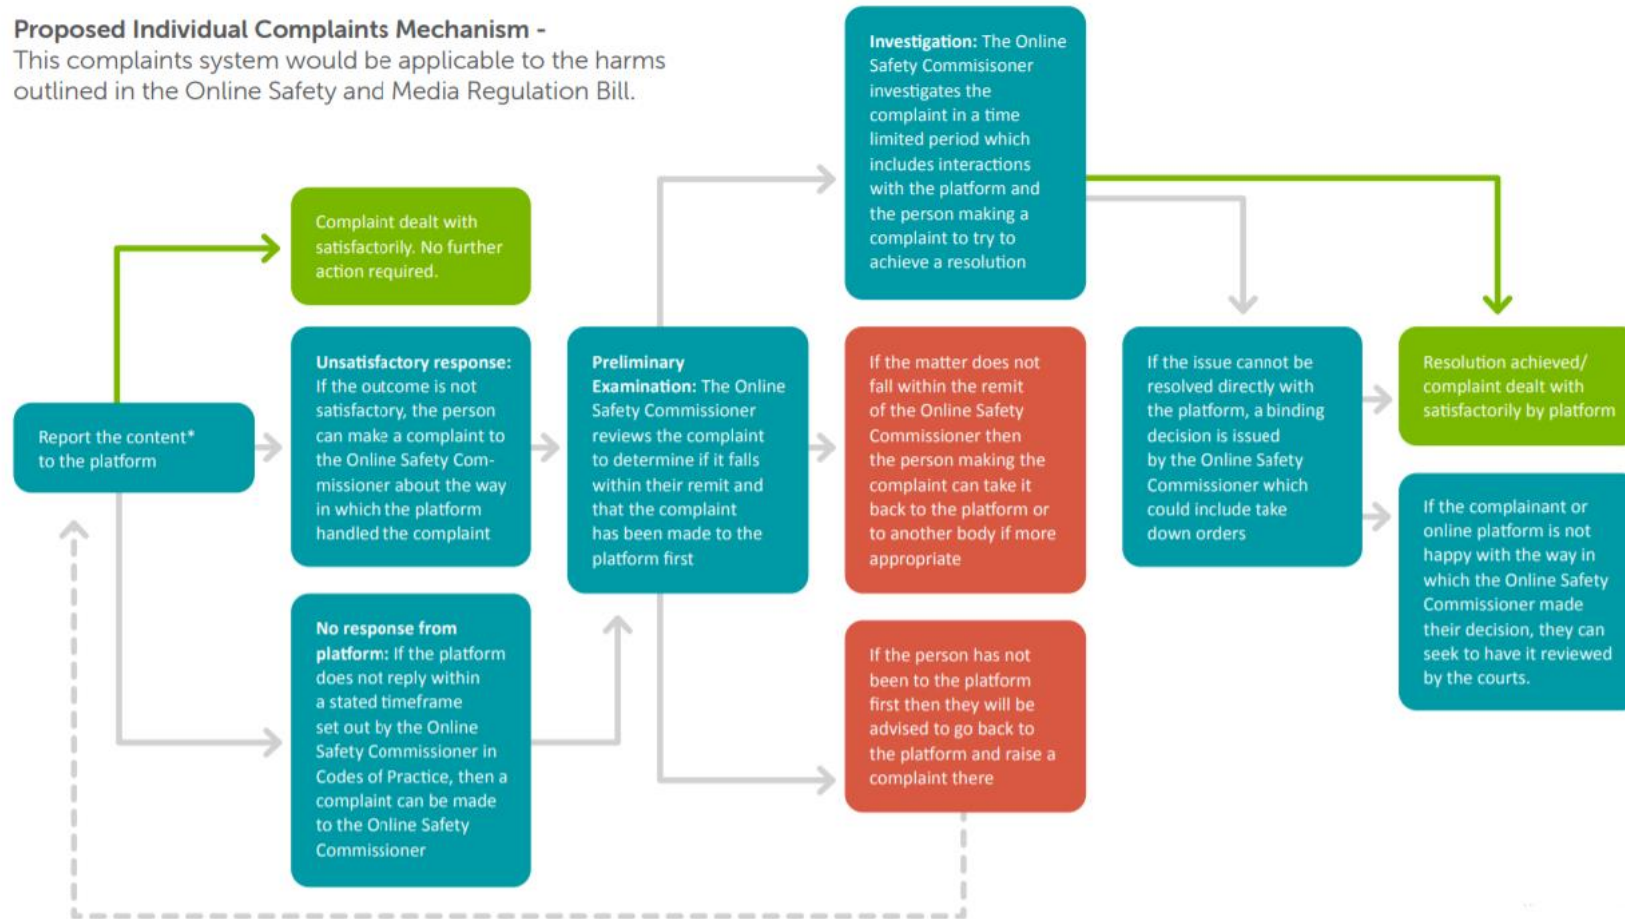 Proposed Individual Complaints Mechanism -
This complaints system would be applicable to the harms
outlined in the Online Safety and Media Regulation Bill.
Report the content*
to the platform
Complaint dealt with
satisfactorily. No further
action required.
Unsatisfactory response:
If the outcome is not
satisfactory, the person
can make a complaint to
the Online Safety Com-
missioner about the way
in which the platform
handled the complaint
No response from
platform: If the platform
does not reply within
a stated timeframe
set out by the Online
Safety Commissioner in
Codes of Practice, then a
complaint can be made
to the Online Safety
Commissioner
Preliminary
Examination: The Online
Safety Commissioner
reviews the complaint
to determine if it falls
within their remit and
that the complaint
has been made to the
platform first
Investigation: The Online
Safety Commisisoner
investigates the
complaint in a time
limited period which
includes interactions
with the platform and
the person making a
complaint to try to
achieve a resolution
If the matter does not
fall within the remit
of the Online Safety
Commissioner then
the person making the
complaint can take it
back to the platform or
to another body if more
appropriate
If the person has not
been to the platform
first then they will be
advised to go back to
the platform and raise a
complaint there
If the issue cannot be
resolved directly with
the platform, a binding
decision is issued
by the Online Safety
Commissioner which
could include take
down orders
Resolution achieved/
complaint dealt with
satisfactorily by platform
If the complainant or
online platform is not
happy with the way in
which the Online Safety
Commissioner made
their decision, they can
seek to have it reviewed
by the courts.